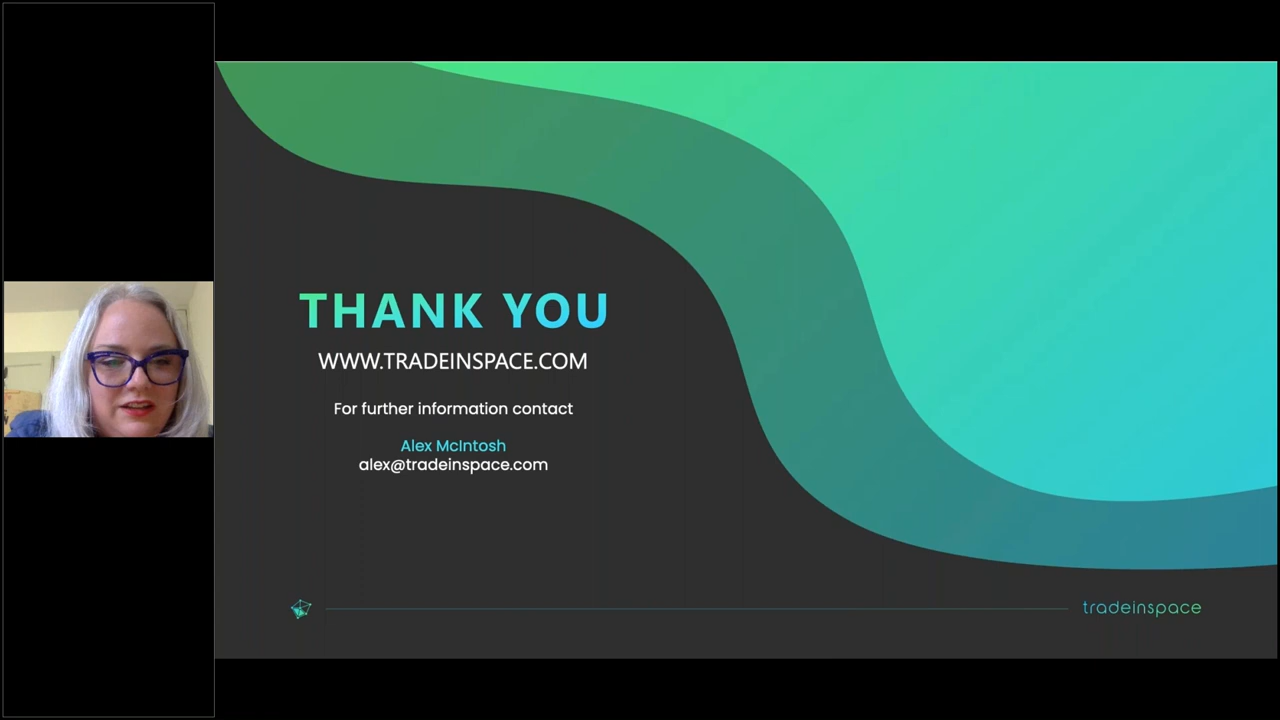 THANK YOU
WWW.TRADEINSPACE.COM
For further information contact
Alex McIntosh
alex@tradeinspace.com
tradeinspace